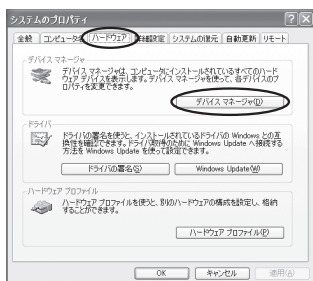 システムのプロパティ
全般 コンピュータ名 ハードウェア 詳細設定 システムの復元 自動更新 リモート
デバイス マネージャ
デバイス マネージャは、コンピュータにインストールされているすべてのハード
ウェア デバイスを表示します。デバイス マネージャを使って、各デバイスのプ
ロパティを変更できます。
デバイス マネージャ(D)
ドライバ
ドライバの署名を使うと、インストールされているドライバの Windows との互
換性を確認できます。ドライバ取得のために Windows Update へ接続する
方法を Windows Update を使って設定できます。
ドライバの署名(S) Windows Update(W)
ハードウェア プロファイル
ハードウェア プロファイルを使うと、別のハードウェアの構成を設定し、格納
することができます。
ハードウェア プロファイル(P)
OK キャンセル 適用(A)